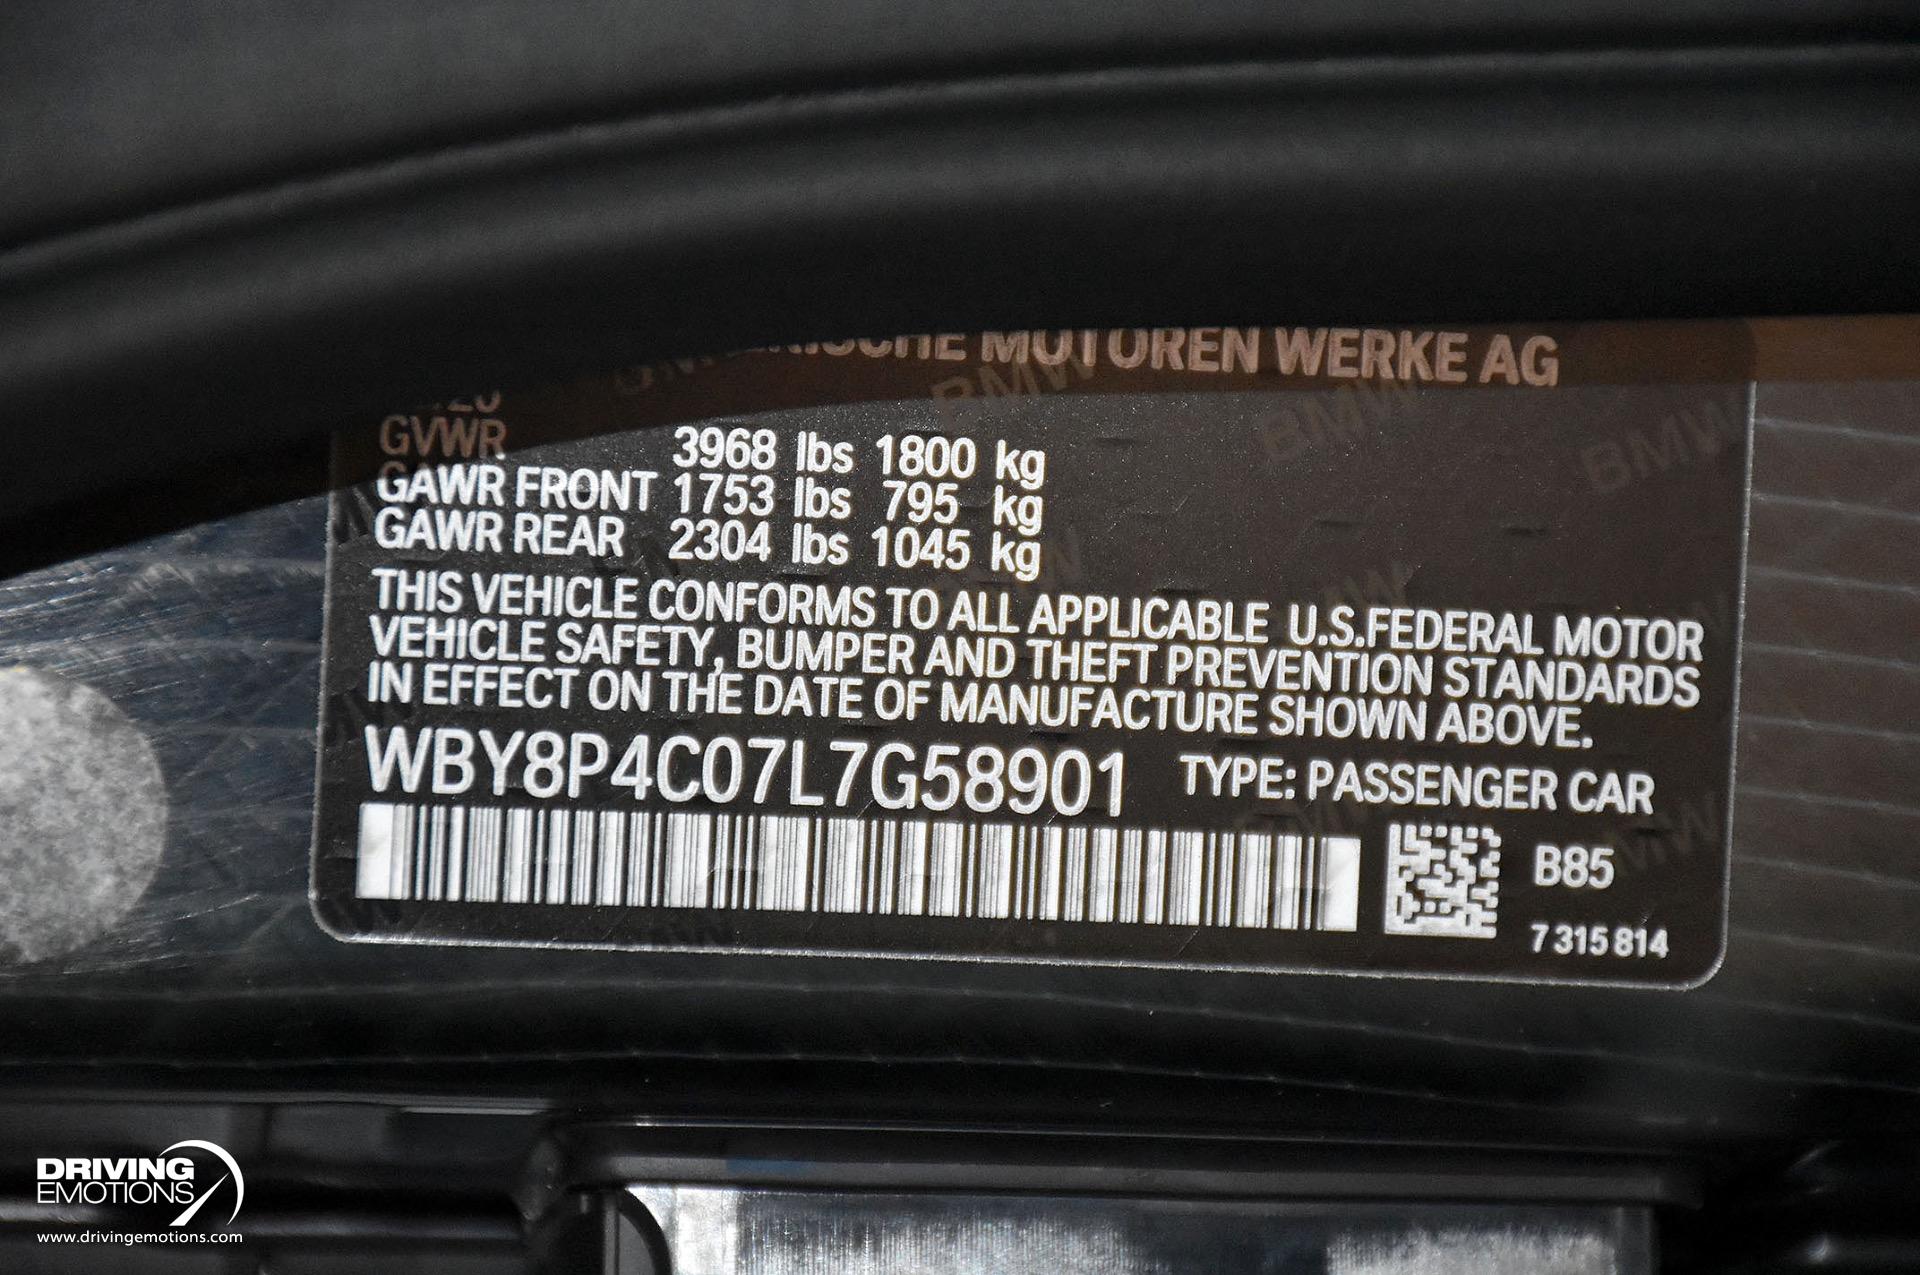 MOTOREN WERKE AG
GVWR 3968 lbs 1800 kg
GAWR FRONT 1753 lbs 795 kg
GAWR REAR 2304 lbs 1045 kg
THIS VEHICLE CONFORMS TO ALL APPLICABLE U.S.FEDERAL MOTOR
VEHICLE SAFETY, BUMPER AND THEFT PREVENTION STANDARDS
IN EFFECT ON THE DATE OF MANUFACTURE SHOWN ABOVE.
WBY8P4C07L7G58901 TYPE: PASSENGER CAR
B85
7 315 814
DRIVING
EMOTIONS
www.drivingemotions.com